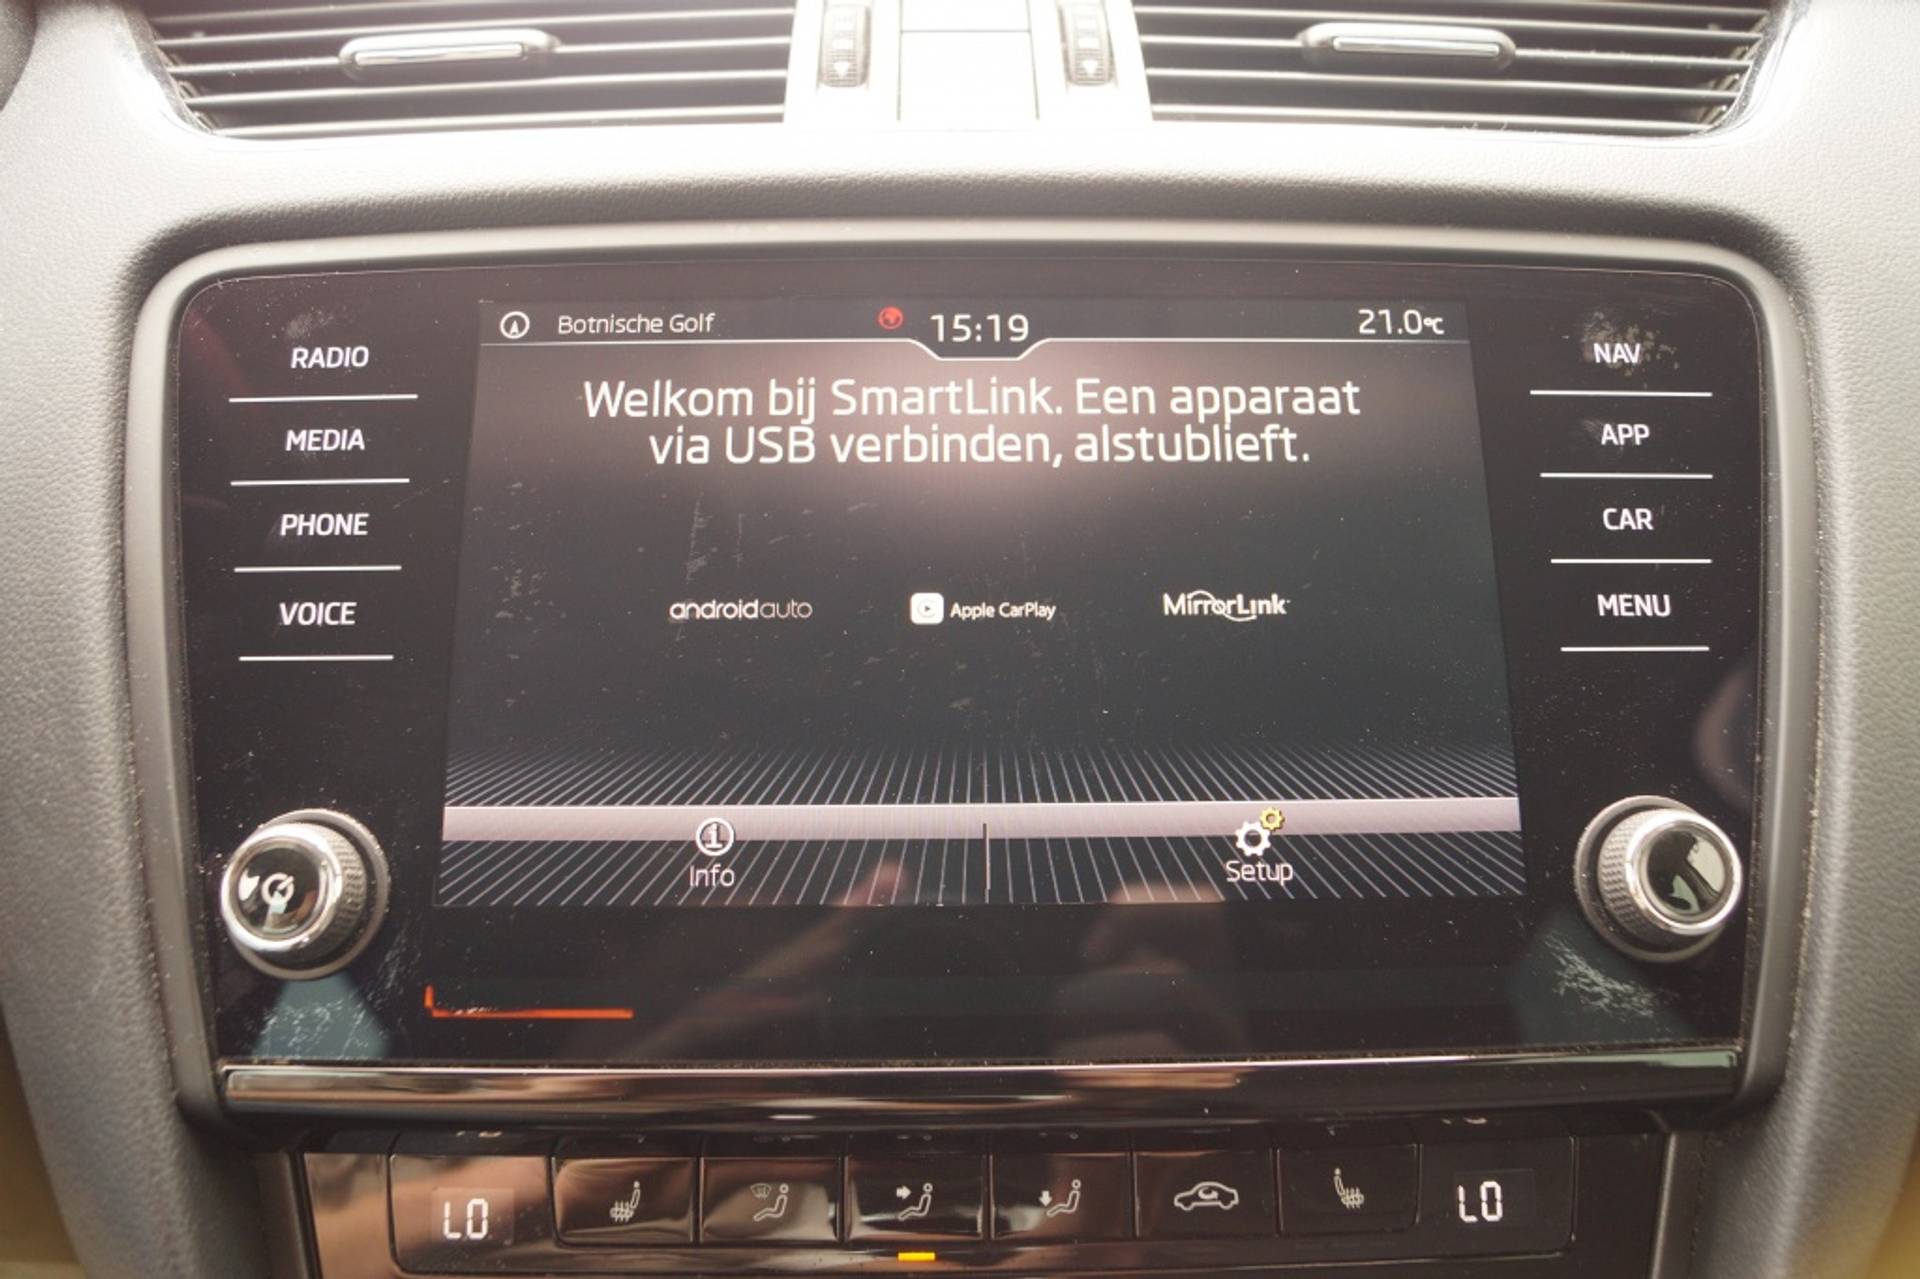 Botnische Golf 15:19 21.0°C
RADIO
MEDIA
PHONE
VOICE
Welkom bij SmartLink. Een apparaat
via USB verbinden, alstublieft.
androidauto Apple CarPlay MirrorLink
Info Setup
NAV
APP
CAR
MENU
LO LO